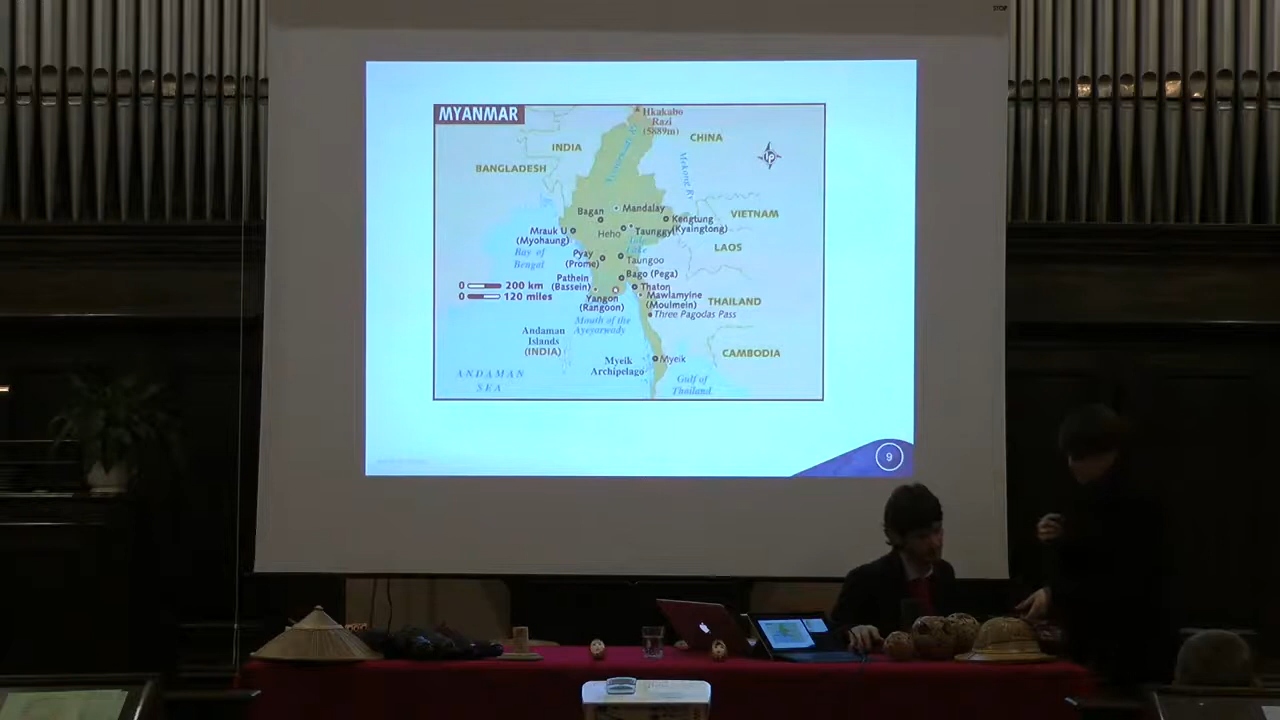 STOP
MYANMAR
Hkakabo
Razi
(5889m)
CHINA
INDIA
BANGLADESH
Mekong R
Mandalay
Bagan
Kengtung
(Kyaingtong)
VIETNAM
Mrauk U
(Myohaung)
Heho
Taunggyi
LAOS
Bay of
Bengal
Pyay
(Prome)
Lake
Taungoo
Pathein
(Bassein)
Bago (Pega)
0 200 km
0 120 miles
Thaton
Yangon
(Rangoon)
Mawlamyine
(Moulmein)
THAILAND
Three Pagodas Pass
Mouth of the
Ayeyarwady
Andaman
Islands
(INDIA)
CAMBODIA
Myeik
Archipelago
Myeik
ANDAMAN
SEA
Gulf of
Thailand
9